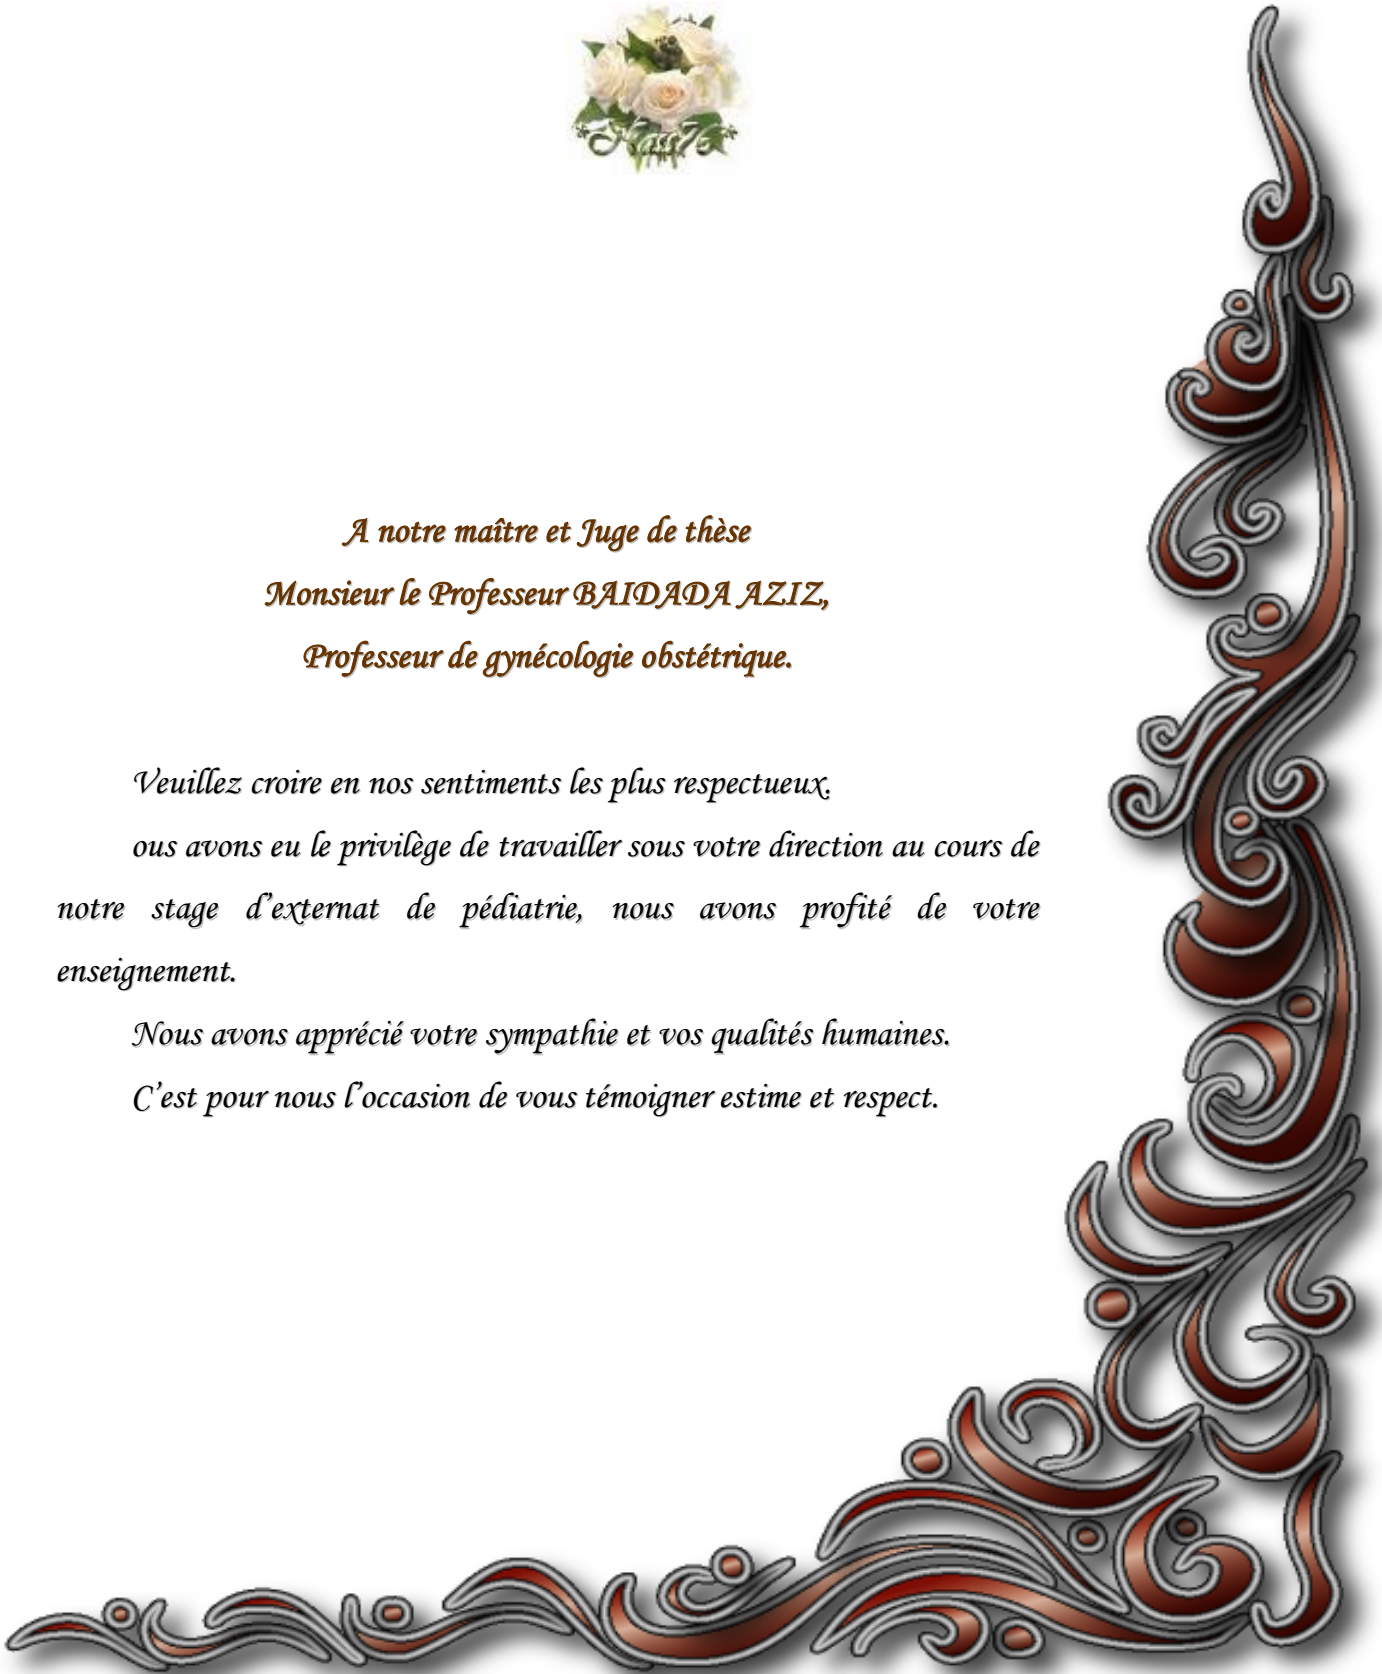 A notre maître et Juge de thèse
Monsieur le Professeur BAIDADA AZIZ,
Professeur de gynécologie obstétrique.
Veuillez croire en nos sentiments les plus respectueux.
ous avons eu le privilège de travailler sous votre direction au cours de
notre stage d’externat de pédiatrie, nous avons profité de votre
enseignement.
Nous avons apprécié votre sympathie et vos qualités humaines.
C’est pour nous l’occasion de vous témoigner estime et respect.